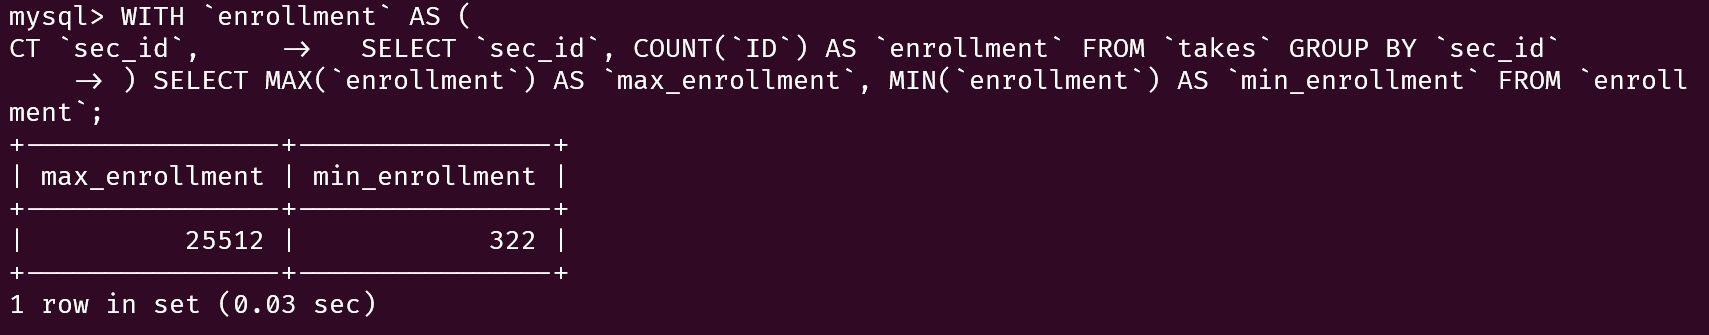 mysql> WITH `enrollment` AS (
CT `sec_id`,     ->   SELECT `sec_id`, COUNT(`ID`) AS `enrollment` FROM `takes` GROUP BY `sec_id`
    -> ) SELECT MAX(`enrollment`) AS `max_enrollment`, MIN(`enrollment`) AS `min_enrollment` FROM `enroll
ment`;
+----------------+----------------+
| max_enrollment | min_enrollment |
+----------------+----------------+
|          25512 |            322 |
+----------------+----------------+
1 row in set (0.03 sec)